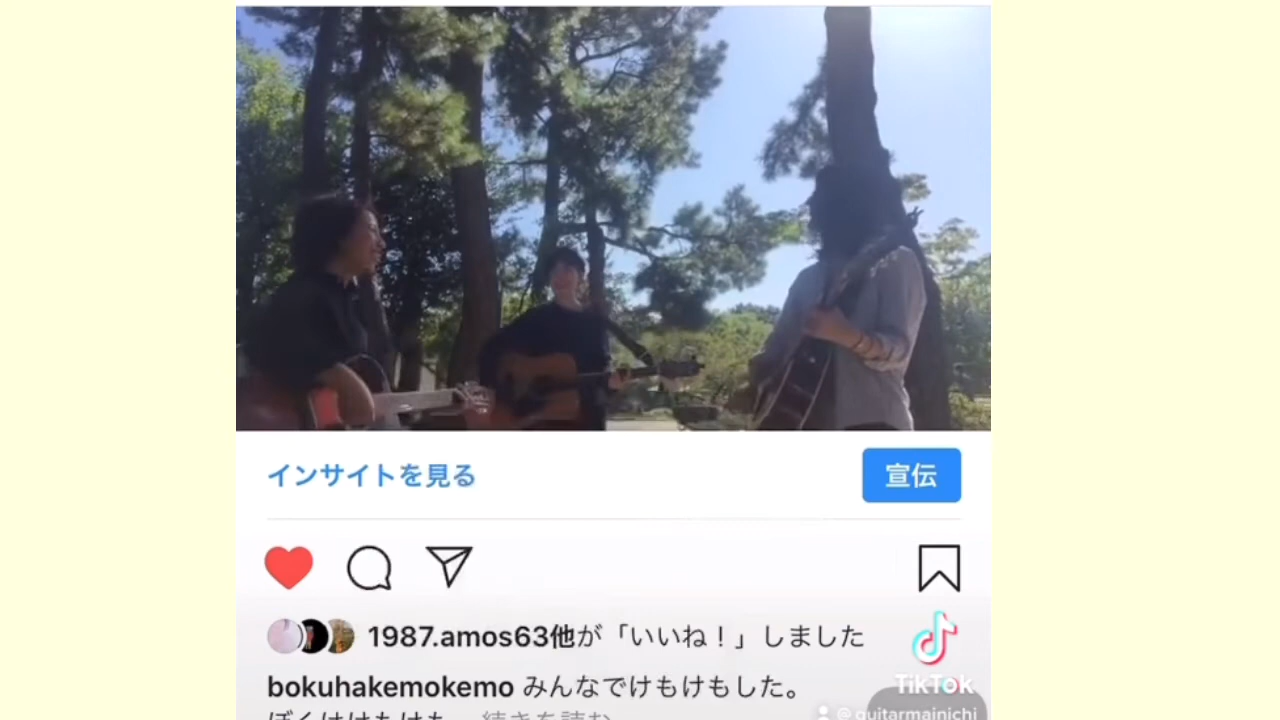 インサイトを見る
宣伝
1987.amos63他が「いいね！」しました
bokuhakemokemo みんなでけもけもした。
TikTok
@guitarmainichi